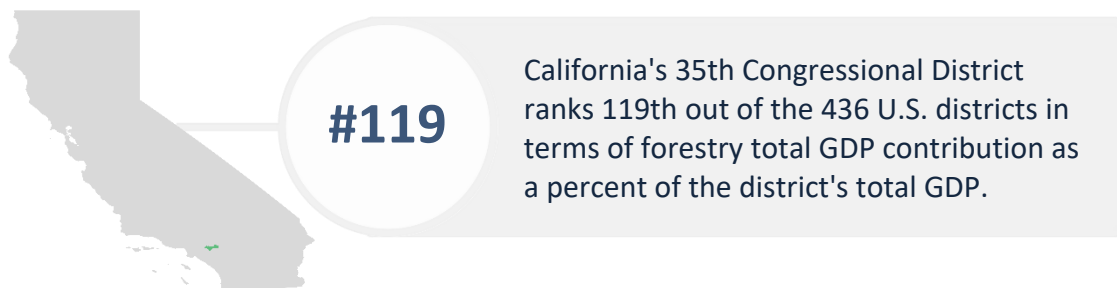 #119
California's 35th Congressional District
ranks 119th out of the 436 U.S. districts in
terms of forestry total GDP contribution as
a percent of the district's total GDP.